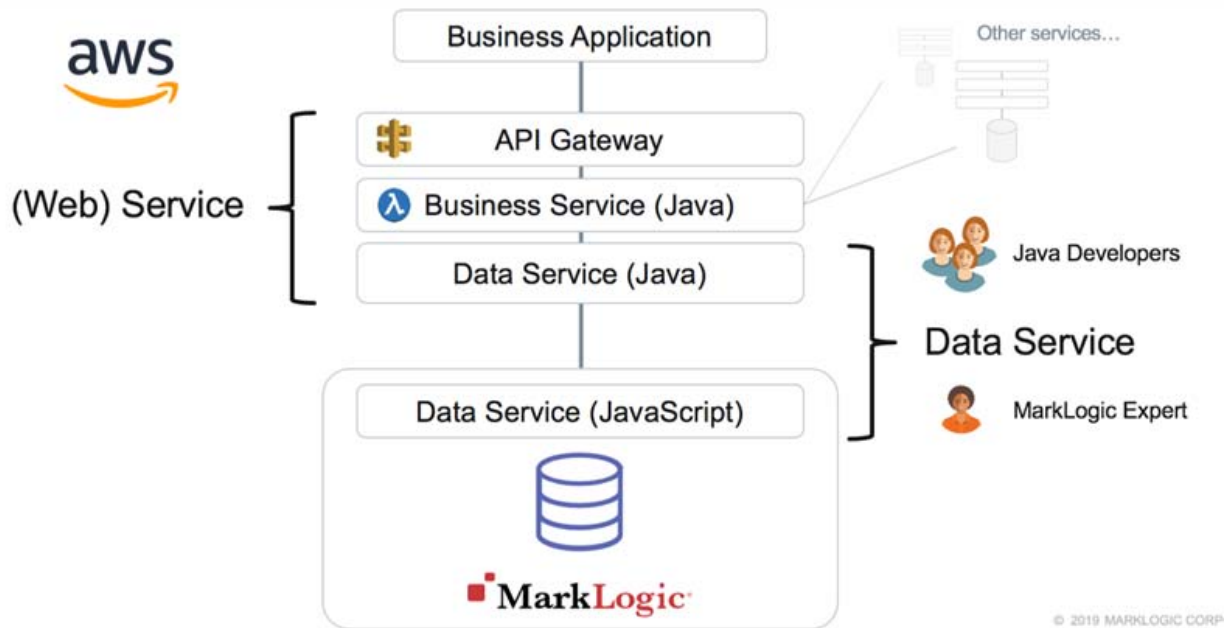 aws
Business Application
Other services...
API Gateway
(Web) Service
λ Business Service (Java)
Data Service (Java)
Java Developers
Data Service
Data Service (JavaScript)
MarkLogic Expert
MarkLogic®
© 2019 MARKLOGIC CORP